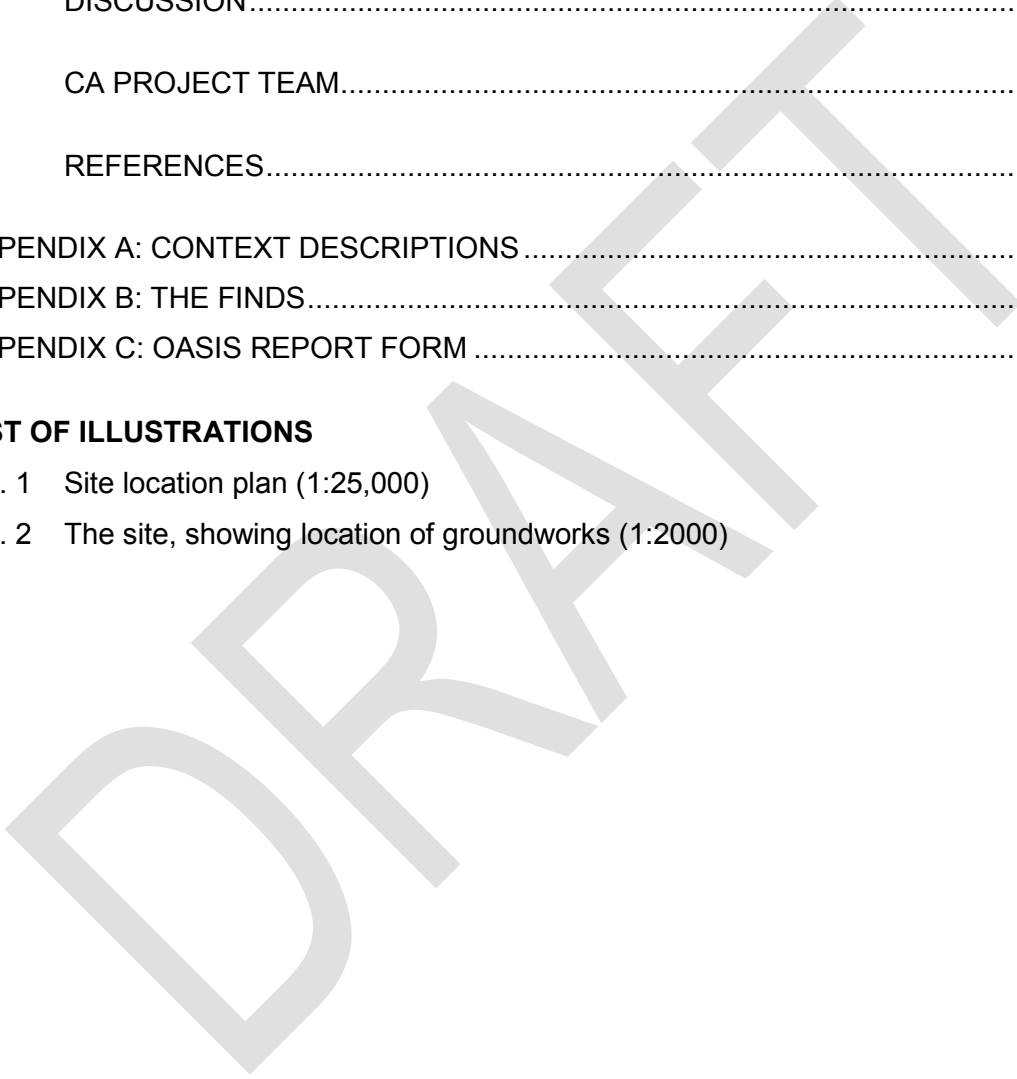 DISCUSSION
CA PROJECT TEAM
REFERENCES
PENDIX A: CONTEXT DESCRIPTIONS
PENDIX B: THE FINDS
PENDIX C: OASIS REPORT FORM
ST OF ILLUSTRATIONS
. 1 Site location plan (1:25,000)
. 2 The site, showing location of groundworks (1:2000)
DRAFT